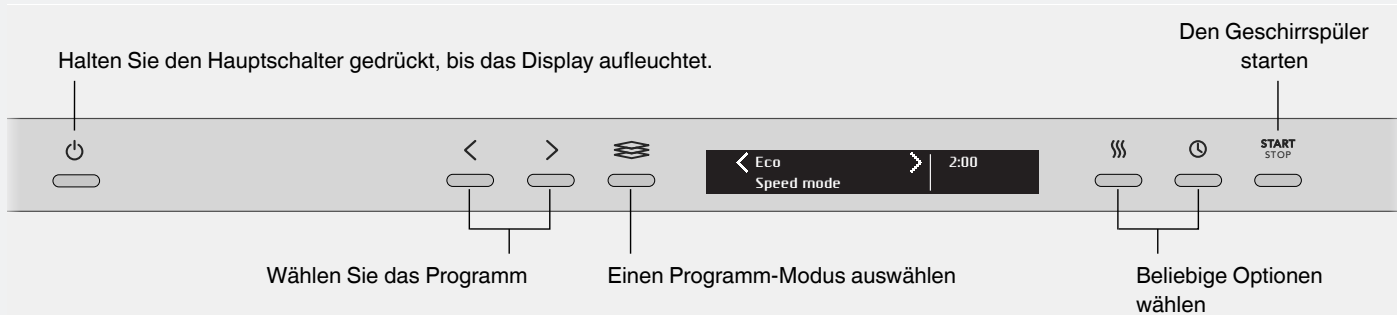 Den Geschirrspüler
starten
Halten Sie den Hauptschalter gedrückt, bis das Display aufleuchtet.
START
STOP
Eco
2:00
Speed mode
Wählen Sie das Programm
Einen Programm-Modus auswählen
Beliebige Optionen
wählen